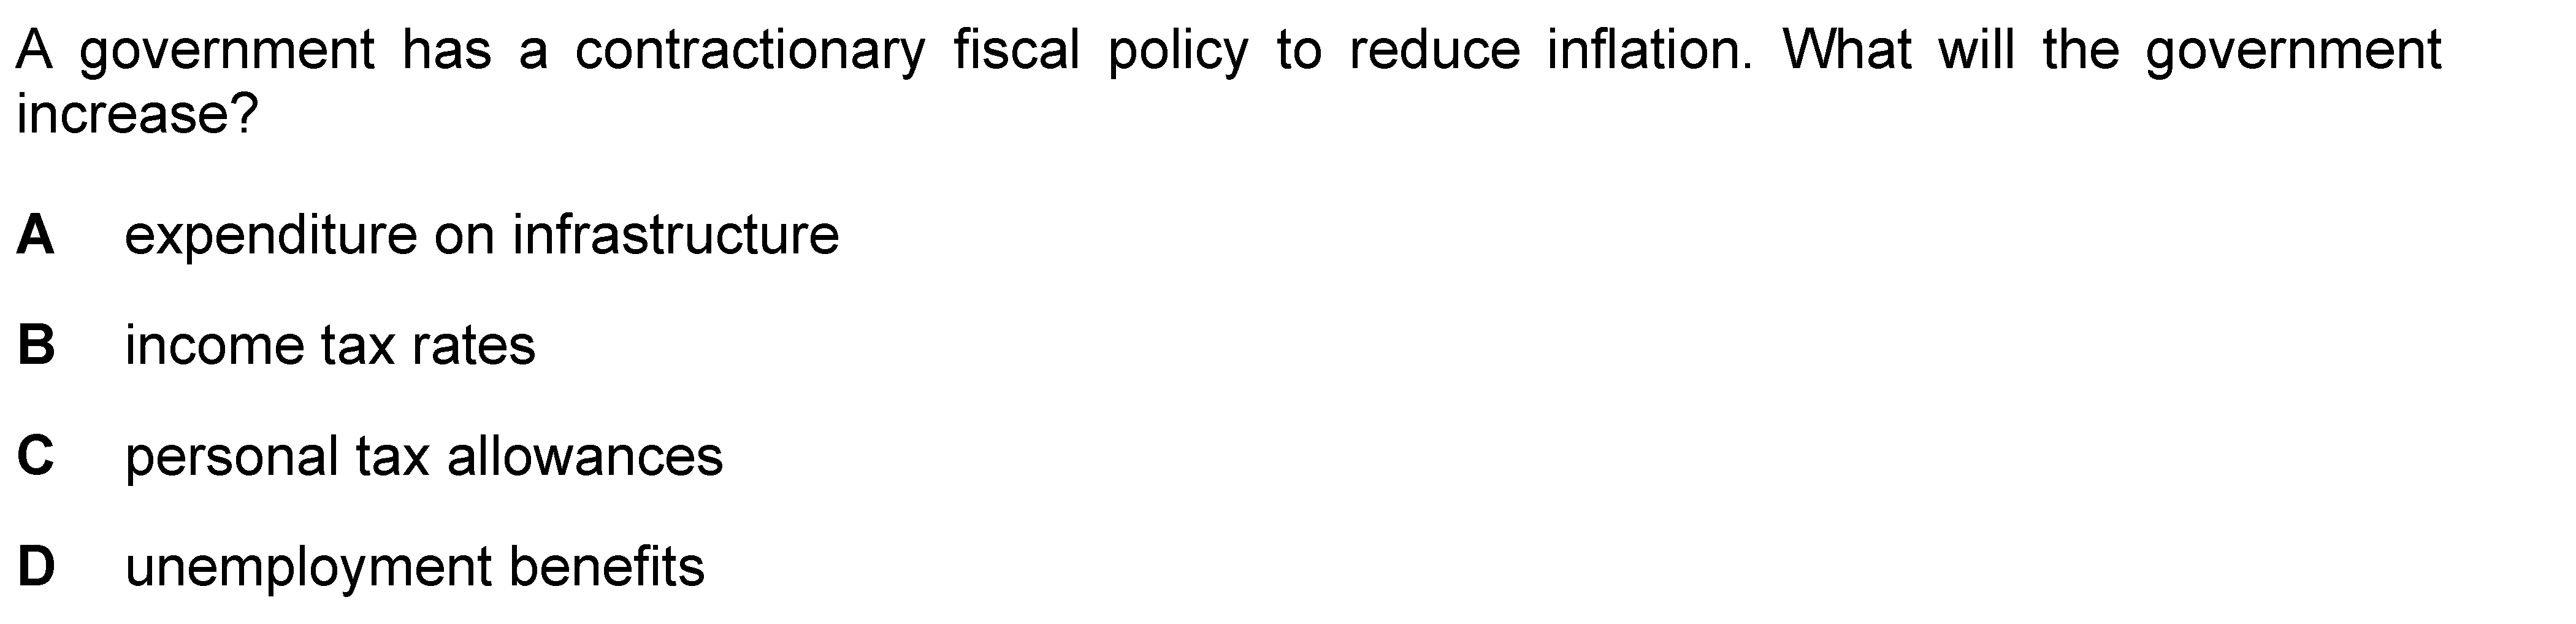 A government has a contractionary fiscal policy to reduce inflation. What will the government
increase?
A expenditure on infrastructure
B income tax rates
C personal tax allowances
D unemployment benefits